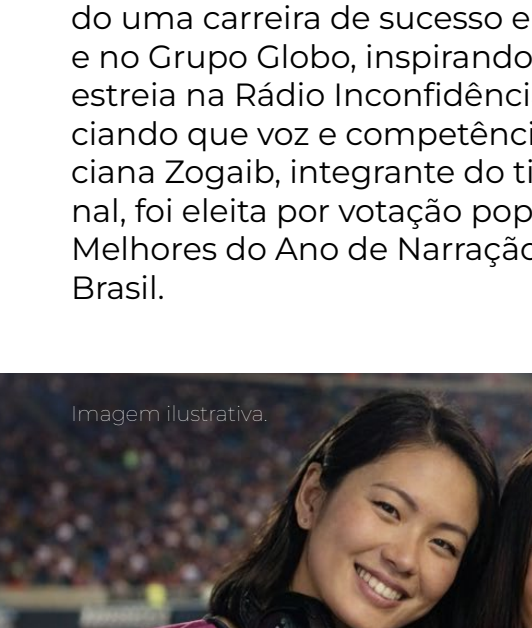 do uma carreira de sucesso e
e no Grupo Globo, inspirando
estreia na Rádio Inconfidênci
ciando que voz e competênci
ciana Zogaib, integrante do ti
nal, foi eleita por votação pop
Melhores do Ano de Narração
Brasil.
Imagem ilustrativa.